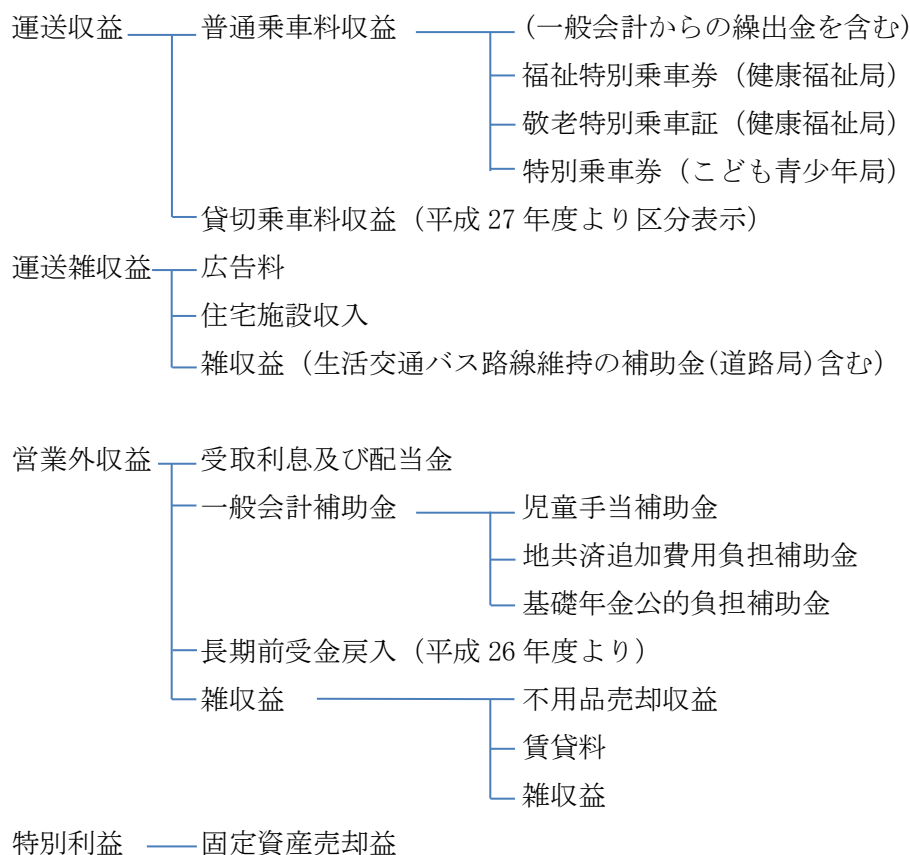 運送収益 普通乗車料収益 (一般会計からの繰出金を含む)
福祉特別乗車券（健康福祉局）
敬老特別乗車証（健康福祉局）
特別乗車券（こども青少年局）
貸切乗車料収益（平成 27 年度より区分表示）
運送雑収益 広告料
住宅施設収入
雑収益（生活交通バス路線維持の補助金(道路局)含む）
営業外収益 受取利息及び配当金
一般会計補助金 児童手当補助金
地共済追加費用負担補助金
基礎年金公的負担補助金
長期前受金戻入（平成 26 年度より）
雑収益 不用品売却収益
賃貸料
雑収益
特別利益 固定資産売却益